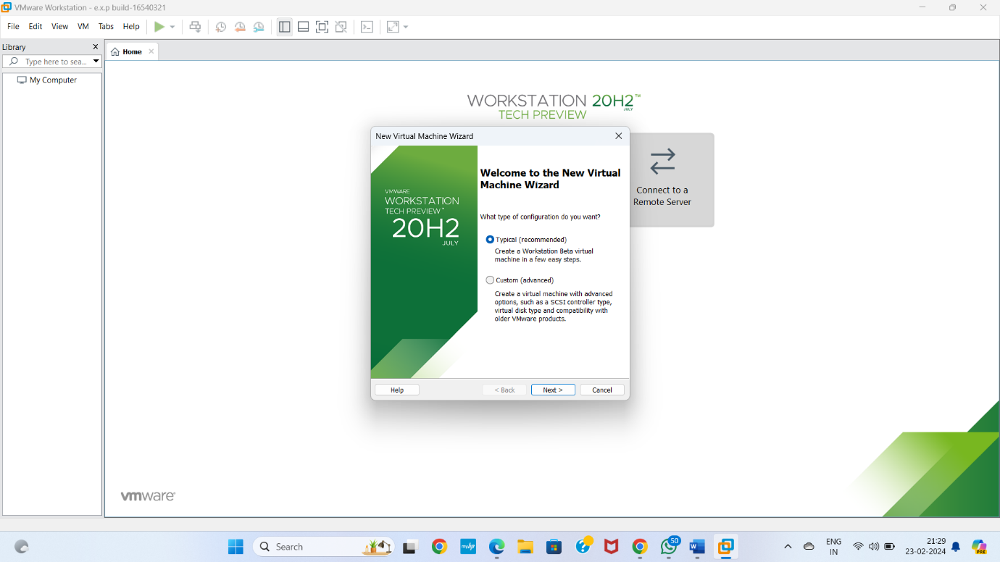 VMware Workstation - e.x.p build-16540321
File Edit View VM Tabs Help
Library
Type here to sea...
My Computer
Home
WORKSTATION 20H2™
JULY
TECH PREVIEW
Connect to a
Remote Server
New Virtual Machine Wizard
VMWARE
WORKSTATION
TECH PREVIEW™
20H2
JULY
Welcome to the New Virtual
Machine Wizard
What type of configuration do you want?
Typical (recommended)
Create a Workstation Beta virtual
machine in a few easy steps.
Custom (advanced)
Create a virtual machine with advanced
options, such as a SCSI controller type,
virtual disk type and compatibility with
older VMware products.
Help
< Back
Next >
Cancel
vmware®
Search
myhp
50
ENG
IN
21:29
23-02-2024
PRE